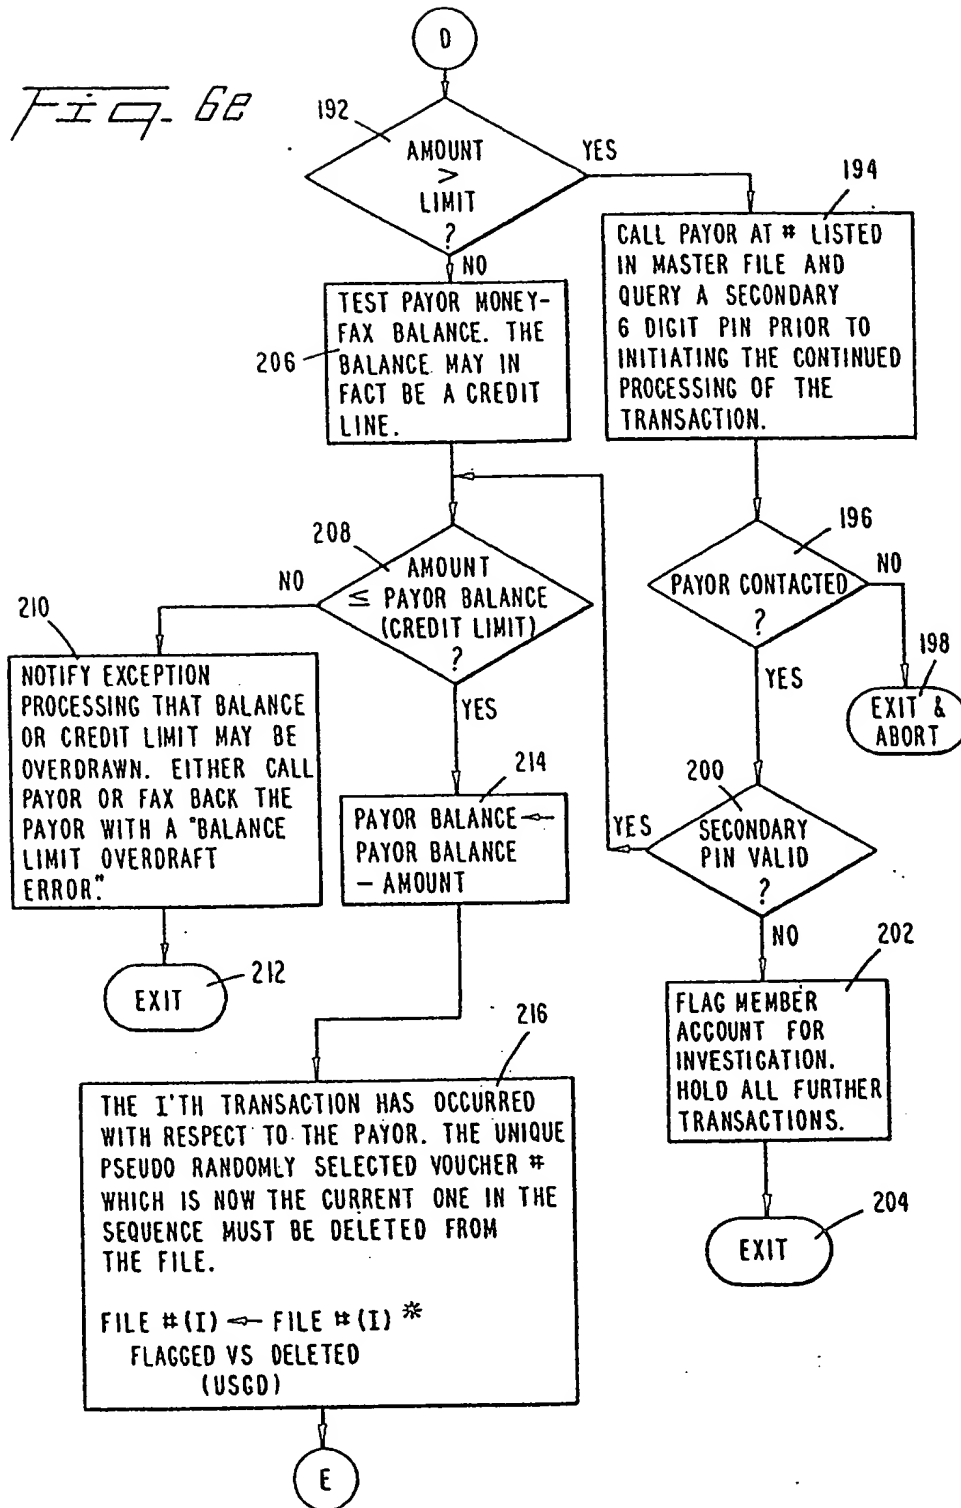 D
Fig. 6e
192
AMOUNT
>
LIMIT
?
YES
NO
194
CALL PAYOR AT # LISTED
IN MASTER FILE AND
QUERY A SECONDARY
6 DIGIT PIN PRIOR TO
INITIATING THE CONTINUED
PROCESSING OF THE
TRANSACTION.
206
TEST PAYOR MONEY-
FAX BALANCE. THE
BALANCE MAY IN
FACT BE A CREDIT
LINE.
196
PAYOR CONTACTED
?
NO
YES
198
EXIT &
ABORT
208
AMOUNT
≤ PAYOR BALANCE
(CREDIT LIMIT)
?
NO
YES
210
NOTIFY EXCEPTION
PROCESSING THAT BALANCE
OR CREDIT LIMIT MAY BE
OVERDRAWN. EITHER CALL
PAYOR OR FAX BACK THE
PAYOR WITH A "BALANCE
LIMIT OVERDRAFT
ERROR."
212
EXIT
214
PAYOR BALANCE ←
PAYOR BALANCE
– AMOUNT
200
SECONDARY
PIN VALID
?
YES
NO
202
FLAG MEMBER
ACCOUNT FOR
INVESTIGATION.
HOLD ALL FURTHER
TRANSACTIONS.
204
EXIT
216
THE I'TH TRANSACTION HAS OCCURRED
WITH RESPECT TO THE PAYOR. THE UNIQUE
PSEUDO RANDOMLY SELECTED VOUCHER #
WHICH IS NOW THE CURRENT ONE IN THE
SEQUENCE MUST BE DELETED FROM
THE FILE.
FILE #(I) ← FILE #(I) *
FLAGGED VS DELETED
(USGD)
E